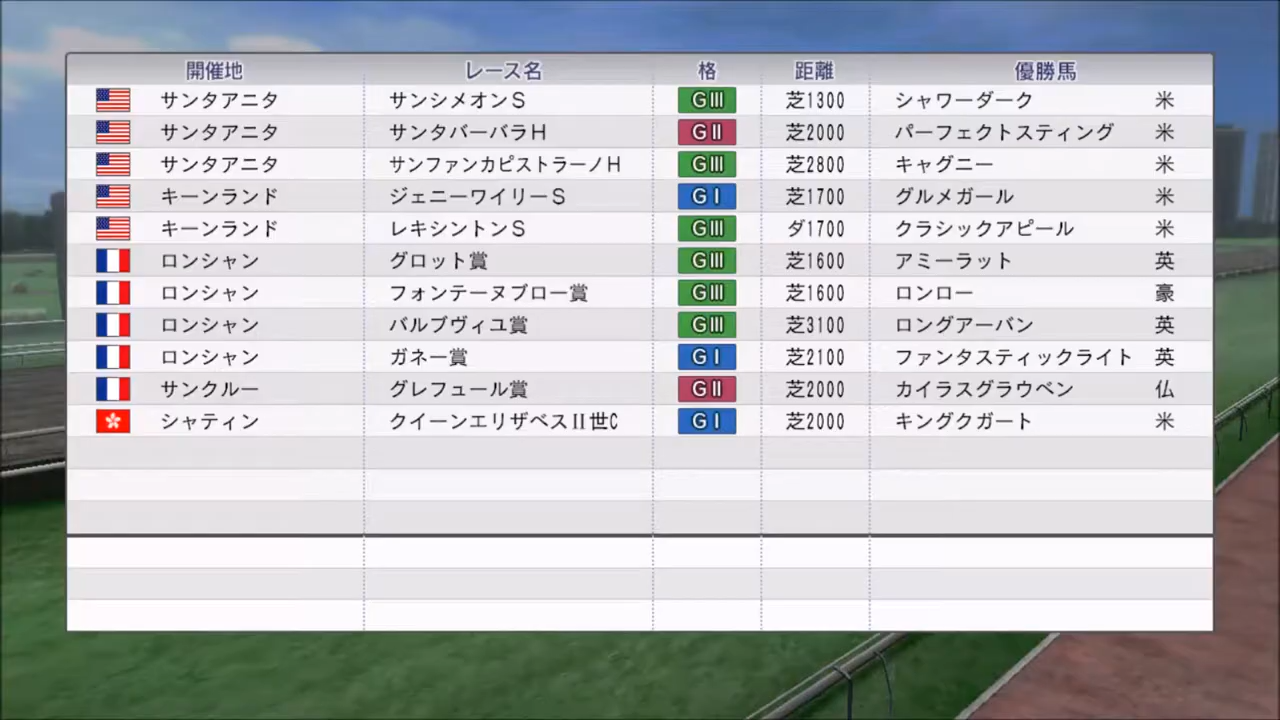 開催地 レース名 格 距離 優勝馬
サンタアニタ サンシメオンS GⅢ 芝1300 シャワーダーク 米
サンタアニタ サンタバーバラH GⅡ 芝2000 パーフェクトスティング 米
サンタアニタ サンファンカピストラーノH GⅢ 芝2800 キャグニー 米
キーンランド ジェニーワイリーS GⅠ 芝1700 グルメガール 米
キーンランド レキシントンS GⅢ ダ1700 クラシックアピール 米
ロンシャン グロット賞 GⅢ 芝1600 アミーラット 英
ロンシャン フォンテーヌブロー賞 GⅢ 芝1600 ロンロー 豪
ロンシャン バルブヴィユ賞 GⅢ 芝3100 ロングアーバン 英
ロンシャン ガネー賞 GⅠ 芝2100 ファンタスティックライト 英
サンクルー グレフュール賞 GⅡ 芝2000 カイラスグラウベン 仏
シャティン クイーンエリザベスⅡ世C GⅠ 芝2000 キングクガート 米